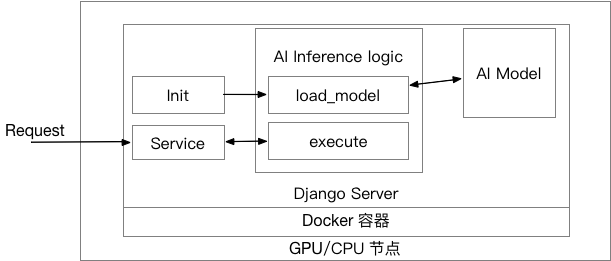 AI Inference logic
AI Model
Init
load_model
Request
Service
execute
Django Server
Docker 容器
GPU/CPU 节点